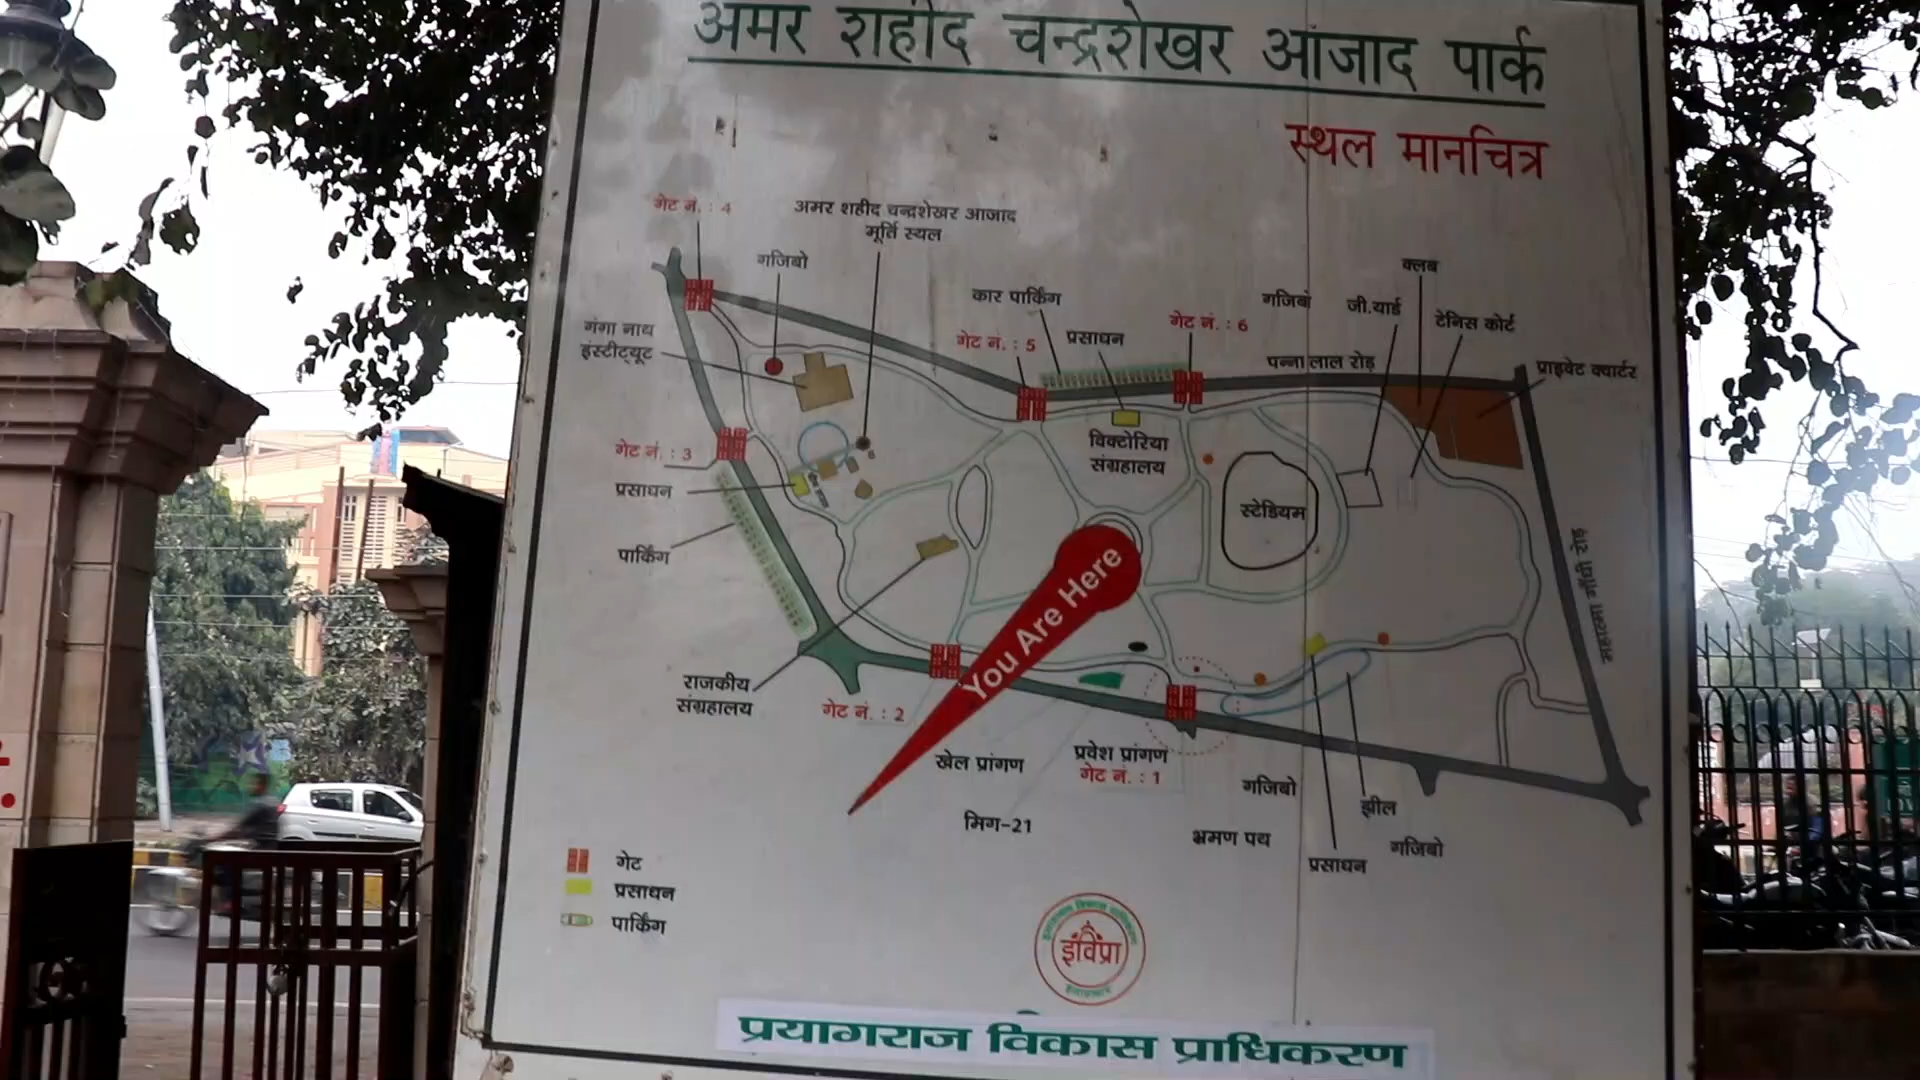 अमर शहीद चन्द्रशेखर आजाद पार्क
स्थल मानचित्र
गेट नं. : 4
अमर शहीद चन्द्रशेखर आजाद
मूर्ति स्थल
गजिबो
गंगा नाथ
इंस्टीट्यूट
कार पार्किंग
गेट नं. : 5
प्रसाधन
गेट नं. : 6
गजिबो
जी.यार्ड
क्लब
टेनिस कोर्ट
पन्ना लाल रोड़
प्राइवेट क्वार्टर
गेट नं. : 3
प्रसाधन
पार्किंग
विक्टोरिया
संग्रहालय
स्टेडियम
You Are Here
महात्मा गाँधी रोड़
राजकीय
संग्रहालय
गेट नं. : 2
खेल प्रांगण
प्रवेश प्रांगण
गेट नं. : 1
गजिबो
झील
मिग-21
भ्रमण पथ
प्रसाधन
गजिबो
गेट
प्रसाधन
पार्किंग
इंविप्रा
प्रयागराज विकास प्राधिकरण